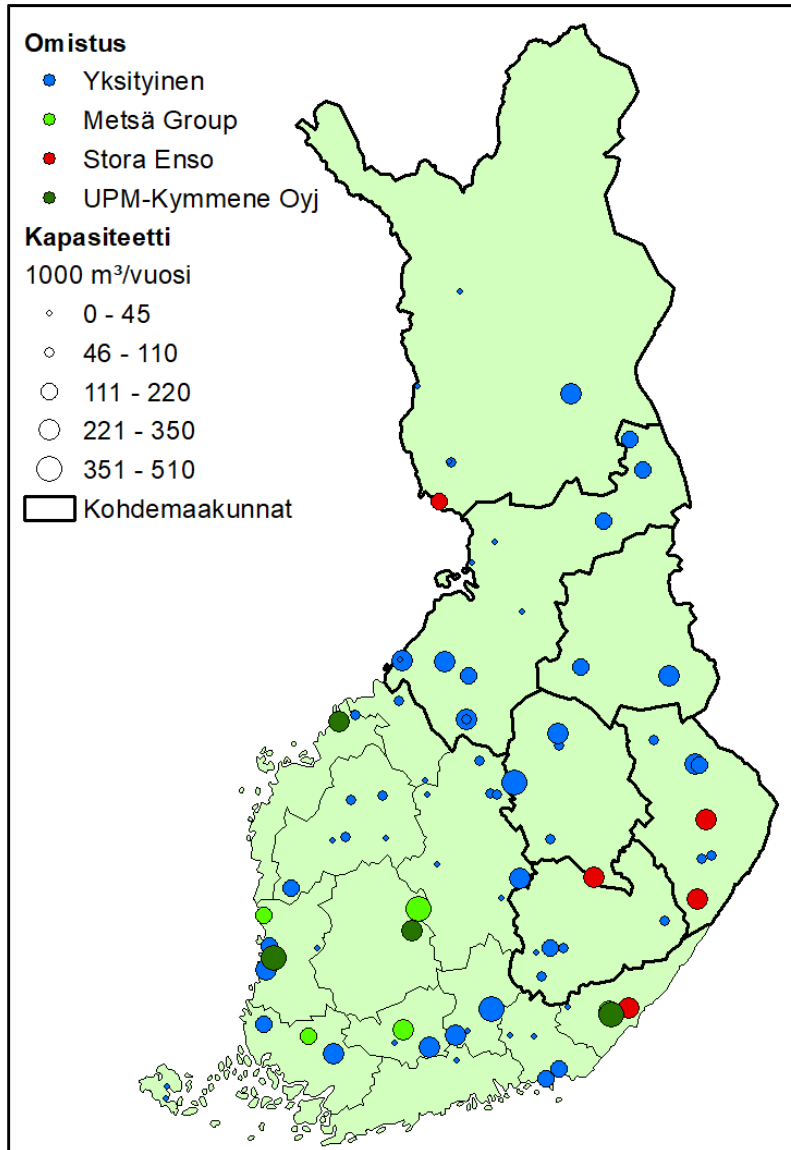 Omistus
Yksityinen
Metsä Group
Stora Enso
UPM-Kymmene Oyj
Kapasiteetti
1000 m³/vuosi
0 - 45
46 - 110
111 - 220
221 - 350
351 - 510
Kohdemaakunnat